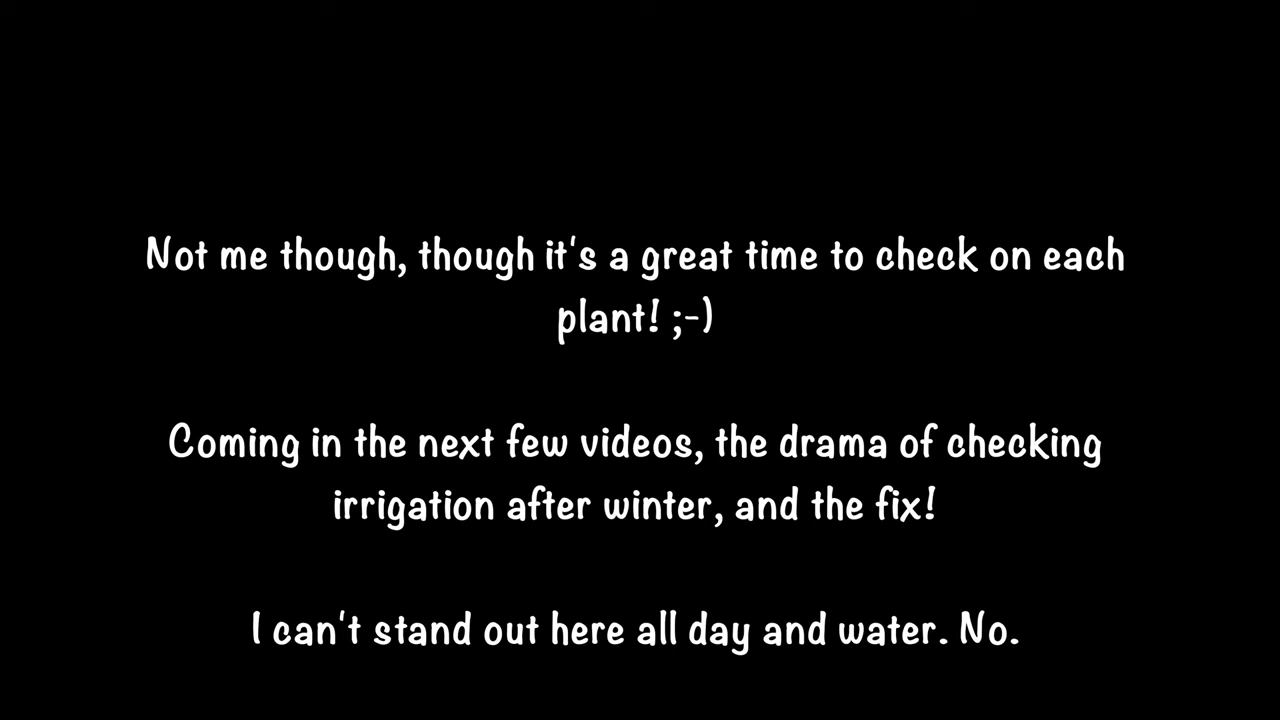 Not me though, though it's a great time to check on each
plant! ;-)
Coming in the next few videos, the drama of checking
irrigation after winter, and the fix!
I can't stand out here all day and water. No.